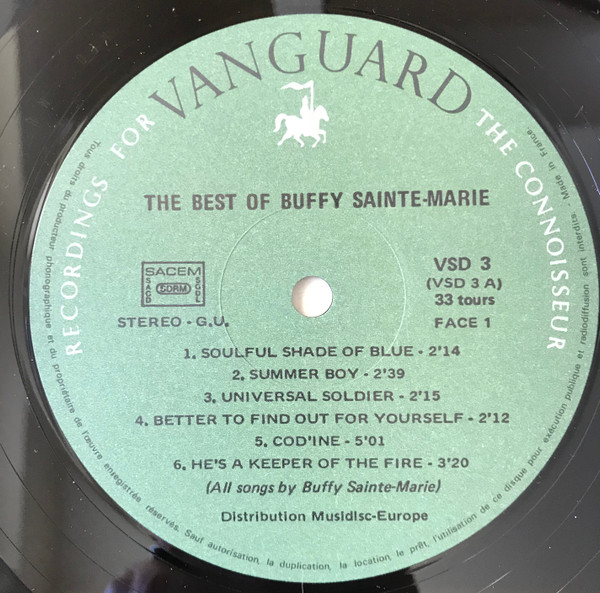 VANGUARD
RECORDINGS FOR THE CONNOISSEUR
THE BEST OF BUFFY SAINTE-MARIE
SACEM
SACD SDRM SGDL
STEREO - G.U.
VSD 3
(VSD 3 A)
33 tours
FACE 1
1. SOULFUL SHADE OF BLUE - 2'14
2. SUMMER BOY - 2'39
3. UNIVERSAL SOLDIER - 2'15
4. BETTER TO FIND OUT FOR YOURSELF - 2'12
5. COD'INE - 5'01
6. HE'S A KEEPER OF THE FIRE - 3'20
(All songs by Buffy Sainte-Marie)
Distribution Musidisc-Europe
Tous droits du producteur phonographique et du propriétaire de l'œuvre enregistrée réservés. Sauf autorisation, la duplication, la location, le prêt, l'utilisation de ce disque pour exécution publique et radiodiffusion sont interdits. - Made in France